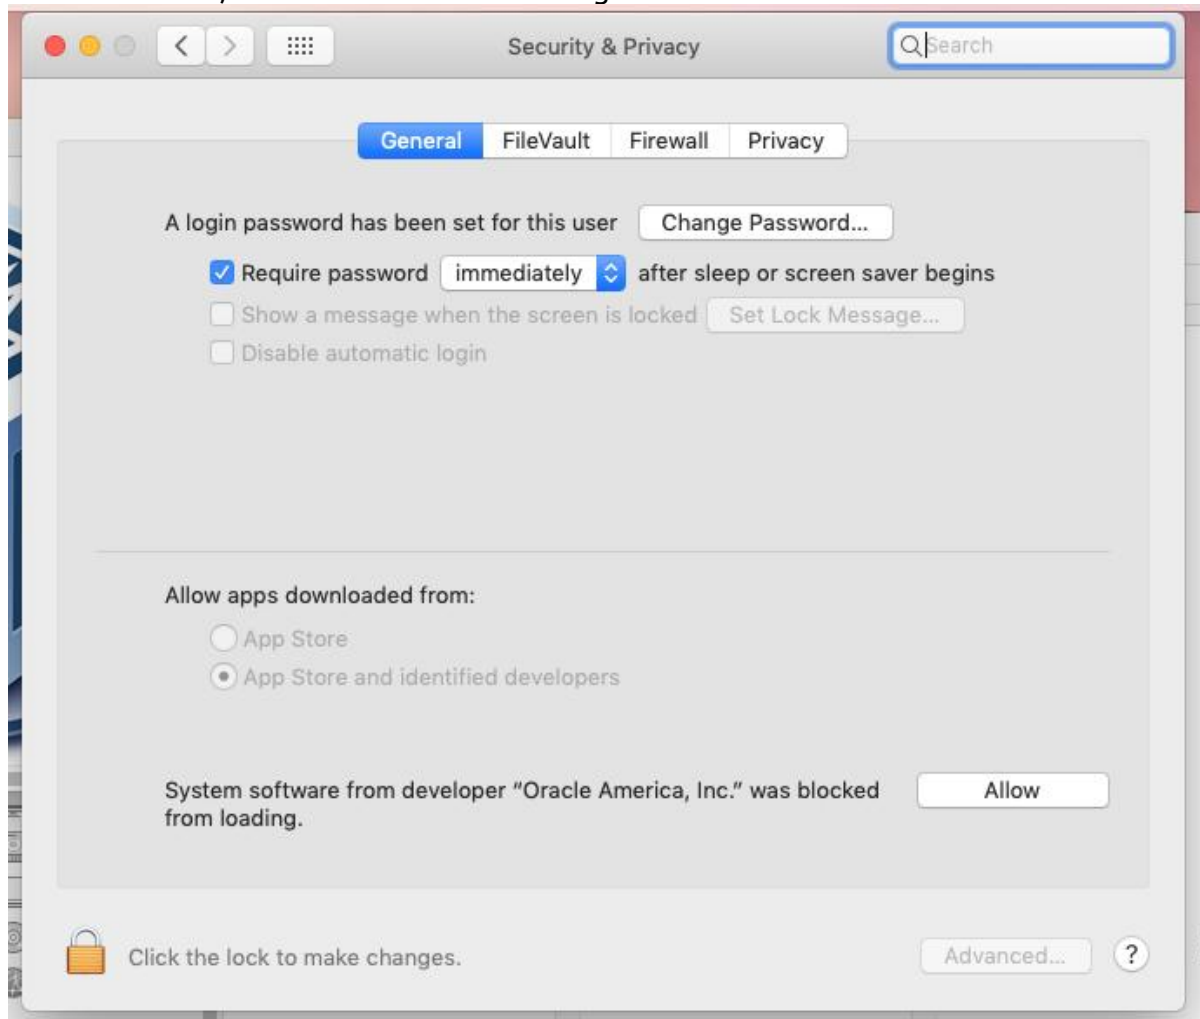 Security & Privacy
Search
General FileVault Firewall Privacy
A login password has been set for this user Change Password...
Require password immediately after sleep or screen saver begins
Show a message when the screen is locked Set Lock Message...
Disable automatic login
Allow apps downloaded from:
App Store
App Store and identified developers
System software from developer “Oracle America, Inc.” was blocked Allow
from loading.
Click the lock to make changes. Advanced... ?